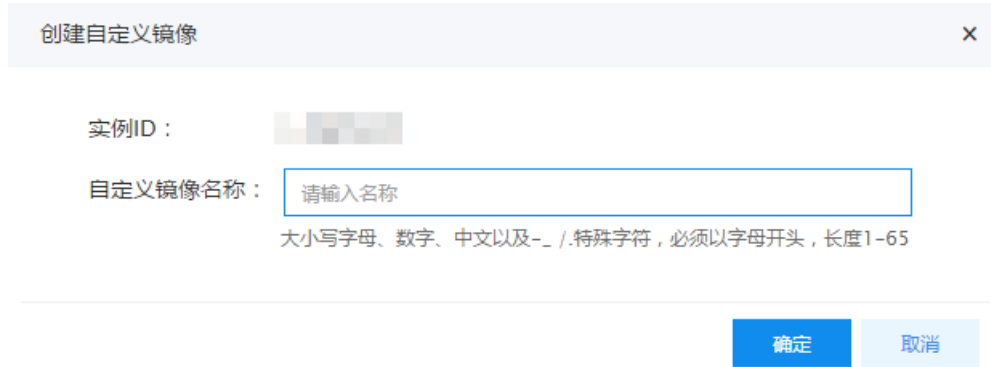 创建自定义镜像 ×
实例ID：
自定义镜像名称： 请输入名称
大小写字母、数字、中文以及-_ /.特殊字符，必须以字母开头，长度1-65
确定 取消